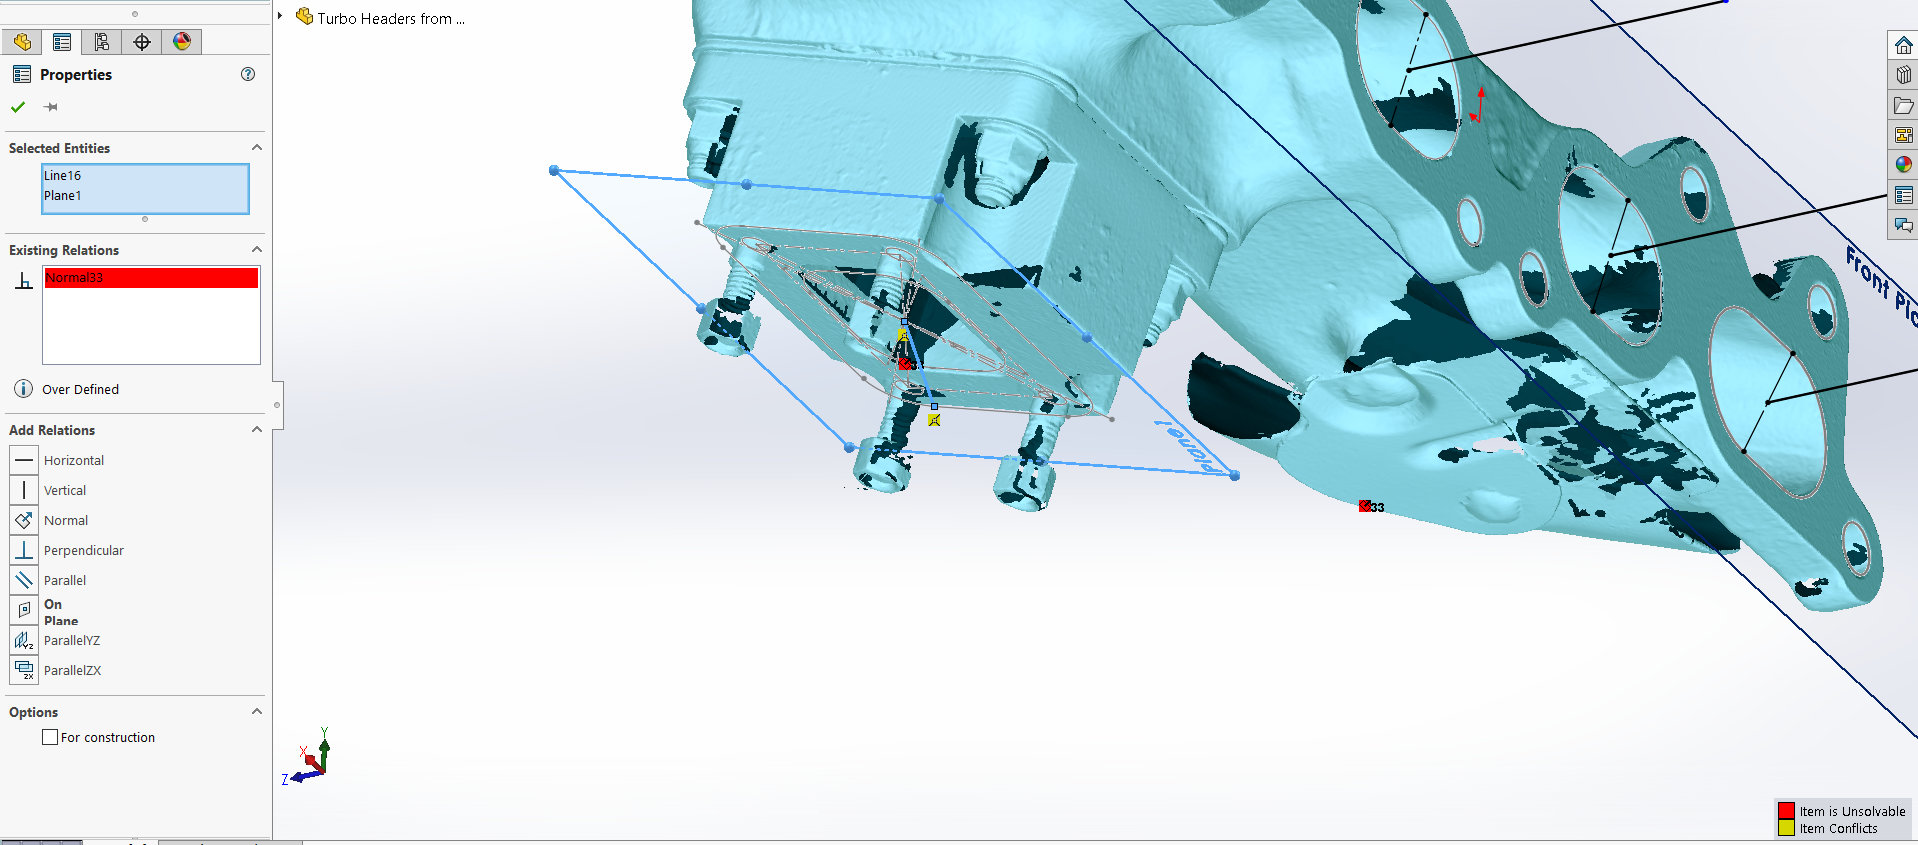 Turbo Headers from ...
Properties
Selected Entities
Line16
Plane1
Existing Relations
Normal33
Over Defined
Add Relations
Horizontal
Vertical
Normal
Perpendicular
Parallel
On
Plane
ParallelYZ
ParallelZX
Options
For construction
Front Pla
Plane1
33
Y
X
Z
Item is Unsolvable
Item Conflicts